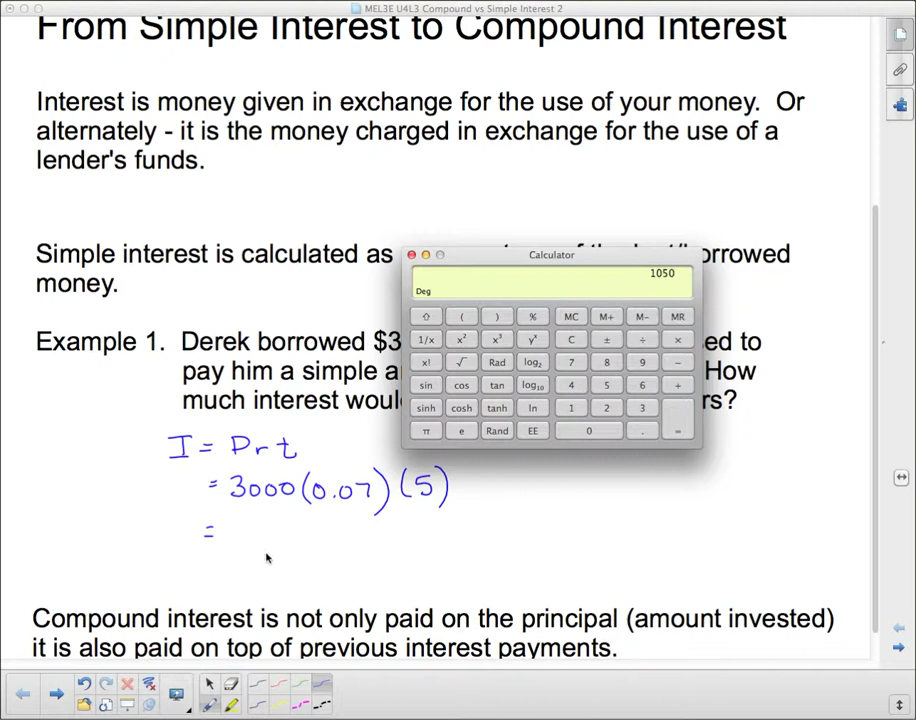 MEL3E U4L3 Compound vs Simple Interest 2
From Simple Interest to Compound Interest
Interest is money given in exchange for the use of your money. Or
alternately - it is the money charged in exchange for the use of a
lender's funds.
Simple interest is calculated as
money.
Example 1. Derek borrowed $3 ed to
pay him a simple How
much interest rs?
Calculator
1050
Deg
( ) % MC M+ M− MR
1/x x² x³ yˣ C ± ÷ ×
x! √ Rad log₂ 7 8 9 −
sin cos tan log₁₀ 4 5 6 +
sinh cosh tanh ln 1 2 3
π e Rand EE 0 . =
I = Prt
= 3000(0.07)(5)
=
Compound interest is not only paid on the principal (amount invested)
it is also paid on top of previous interest payments.